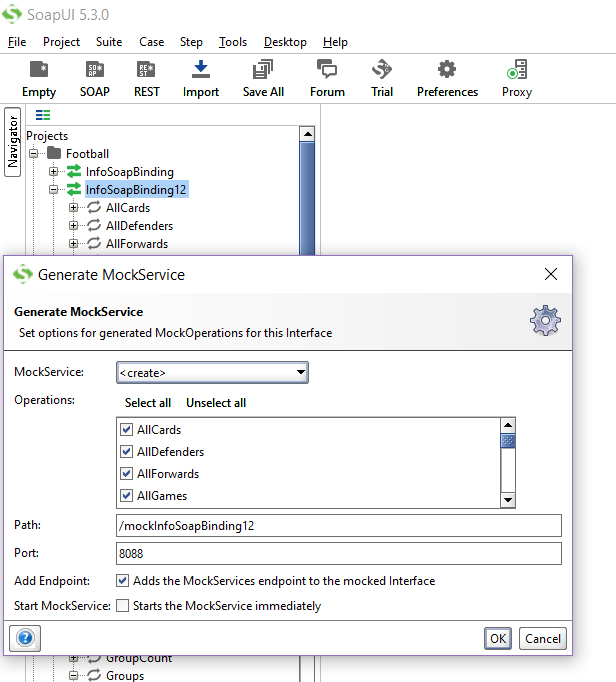 SoapUI 5.3.0
File Project Suite Case Step Tools Desktop Help
SO AP RE ST
Empty SOAP REST Import Save All Forum Trial Preferences Proxy
Navigator
Projects
Football
InfoSoapBinding
InfoSoapBinding12
AllCards
AllDefenders
AllForwards
Generate MockService
Generate MockService
Set options for generated MockOperations for this Interface
MockService: <create>
Operations: Select all Unselect all
AllCards
AllDefenders
AllForwards
AllGames
Path: /mockInfoSoapBinding12
Port: 8088
Add Endpoint: Adds the MockServices endpoint to the mocked Interface
Start MockService: Starts the MockService immediately
? OK Cancel
GroupCount
Groups